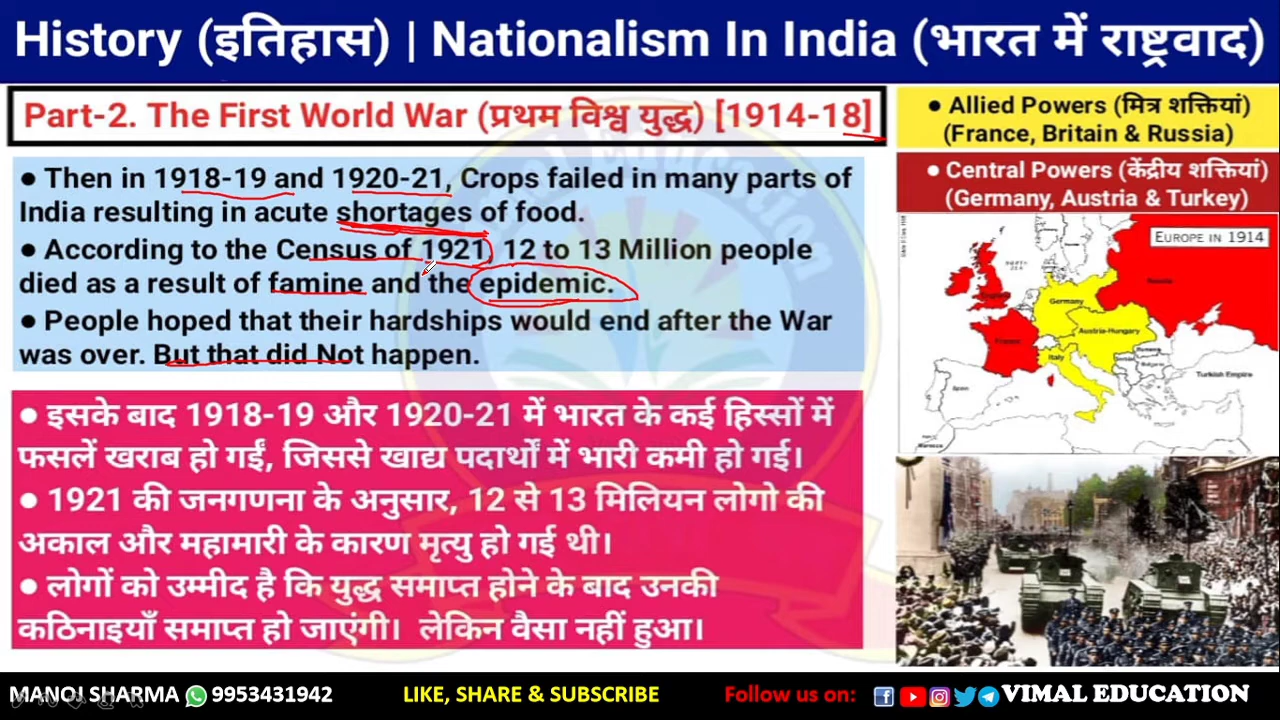 History (इतिहास) | Nationalism In India (भारत में राष्ट्रवाद)
Part-2. The First World War (प्रथम विश्व युद्ध) [1914-18]
● Then in 1918-19 and 1920-21, Crops failed in many parts of
India resulting in acute shortages of food.
● According to the Census of 1921, 12 to 13 Million people
died as a result of famine and the epidemic.
● People hoped that their hardships would end after the War
was over. But that did Not happen.
● इसके बाद 1918-19 और 1920-21 में भारत के कई हिस्सों में
फसलें खराब हो गईं, जिससे खाद्य पदार्थों में भारी कमी हो गई।
● 1921 की जनगणना के अनुसार, 12 से 13 मिलियन लोगो की
अकाल और महामारी के कारण मृत्यु हो गई थी।
● लोगों को उम्मीद है कि युद्ध समाप्त होने के बाद उनकी
कठिनाइयाँ समाप्त हो जाएंगी। लेकिन वैसा नहीं हुआ।
● Allied Powers (मित्र शक्तियां)
(France, Britain & Russia)
● Central Powers (केंद्रीय शक्तियां)
(Germany, Austria & Turkey)
EUROPE IN 1914
Russia
England
Germany
Austria-Hungary
France
Italy
Turkish Empire
Spain
MANOJ SHARMA 9953431942 LIKE, SHARE & SUBSCRIBE Follow us on: VIMAL EDUCATION